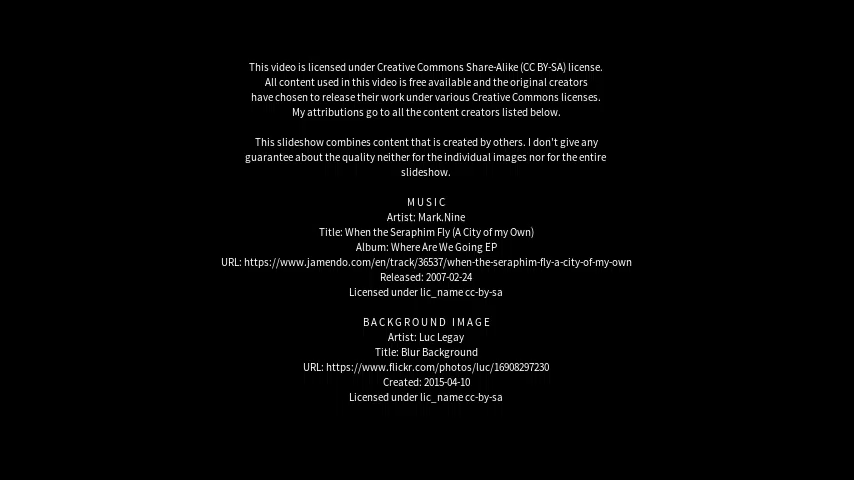 This video is licensed under Creative Commons Share-Alike (CC BY-SA) license.
All content used in this video is free available and the original creators
have chosen to release their work under various Creative Commons licenses.
My attributions go to all the content creators listed below.
This slideshow combines content that is created by others. I don't give any
guarantee about the quality neither for the individual images nor for the entire
slideshow.
MUSIC
Artist: Mark.Nine
Title: When the Seraphim Fly (A City of my Own)
Album: Where Are We Going EP
URL: https://www.jamendo.com/en/track/36537/when-the-seraphim-fly-a-city-of-my-own
Released: 2007-02-24
Licensed under lic_name cc-by-sa
BACKGROUND IMAGE
Artist: Luc Legay
Title: Blur Background
URL: https://www.flickr.com/photos/luc/16908297230
Created: 2015-04-10
Licensed under lic_name cc-by-sa